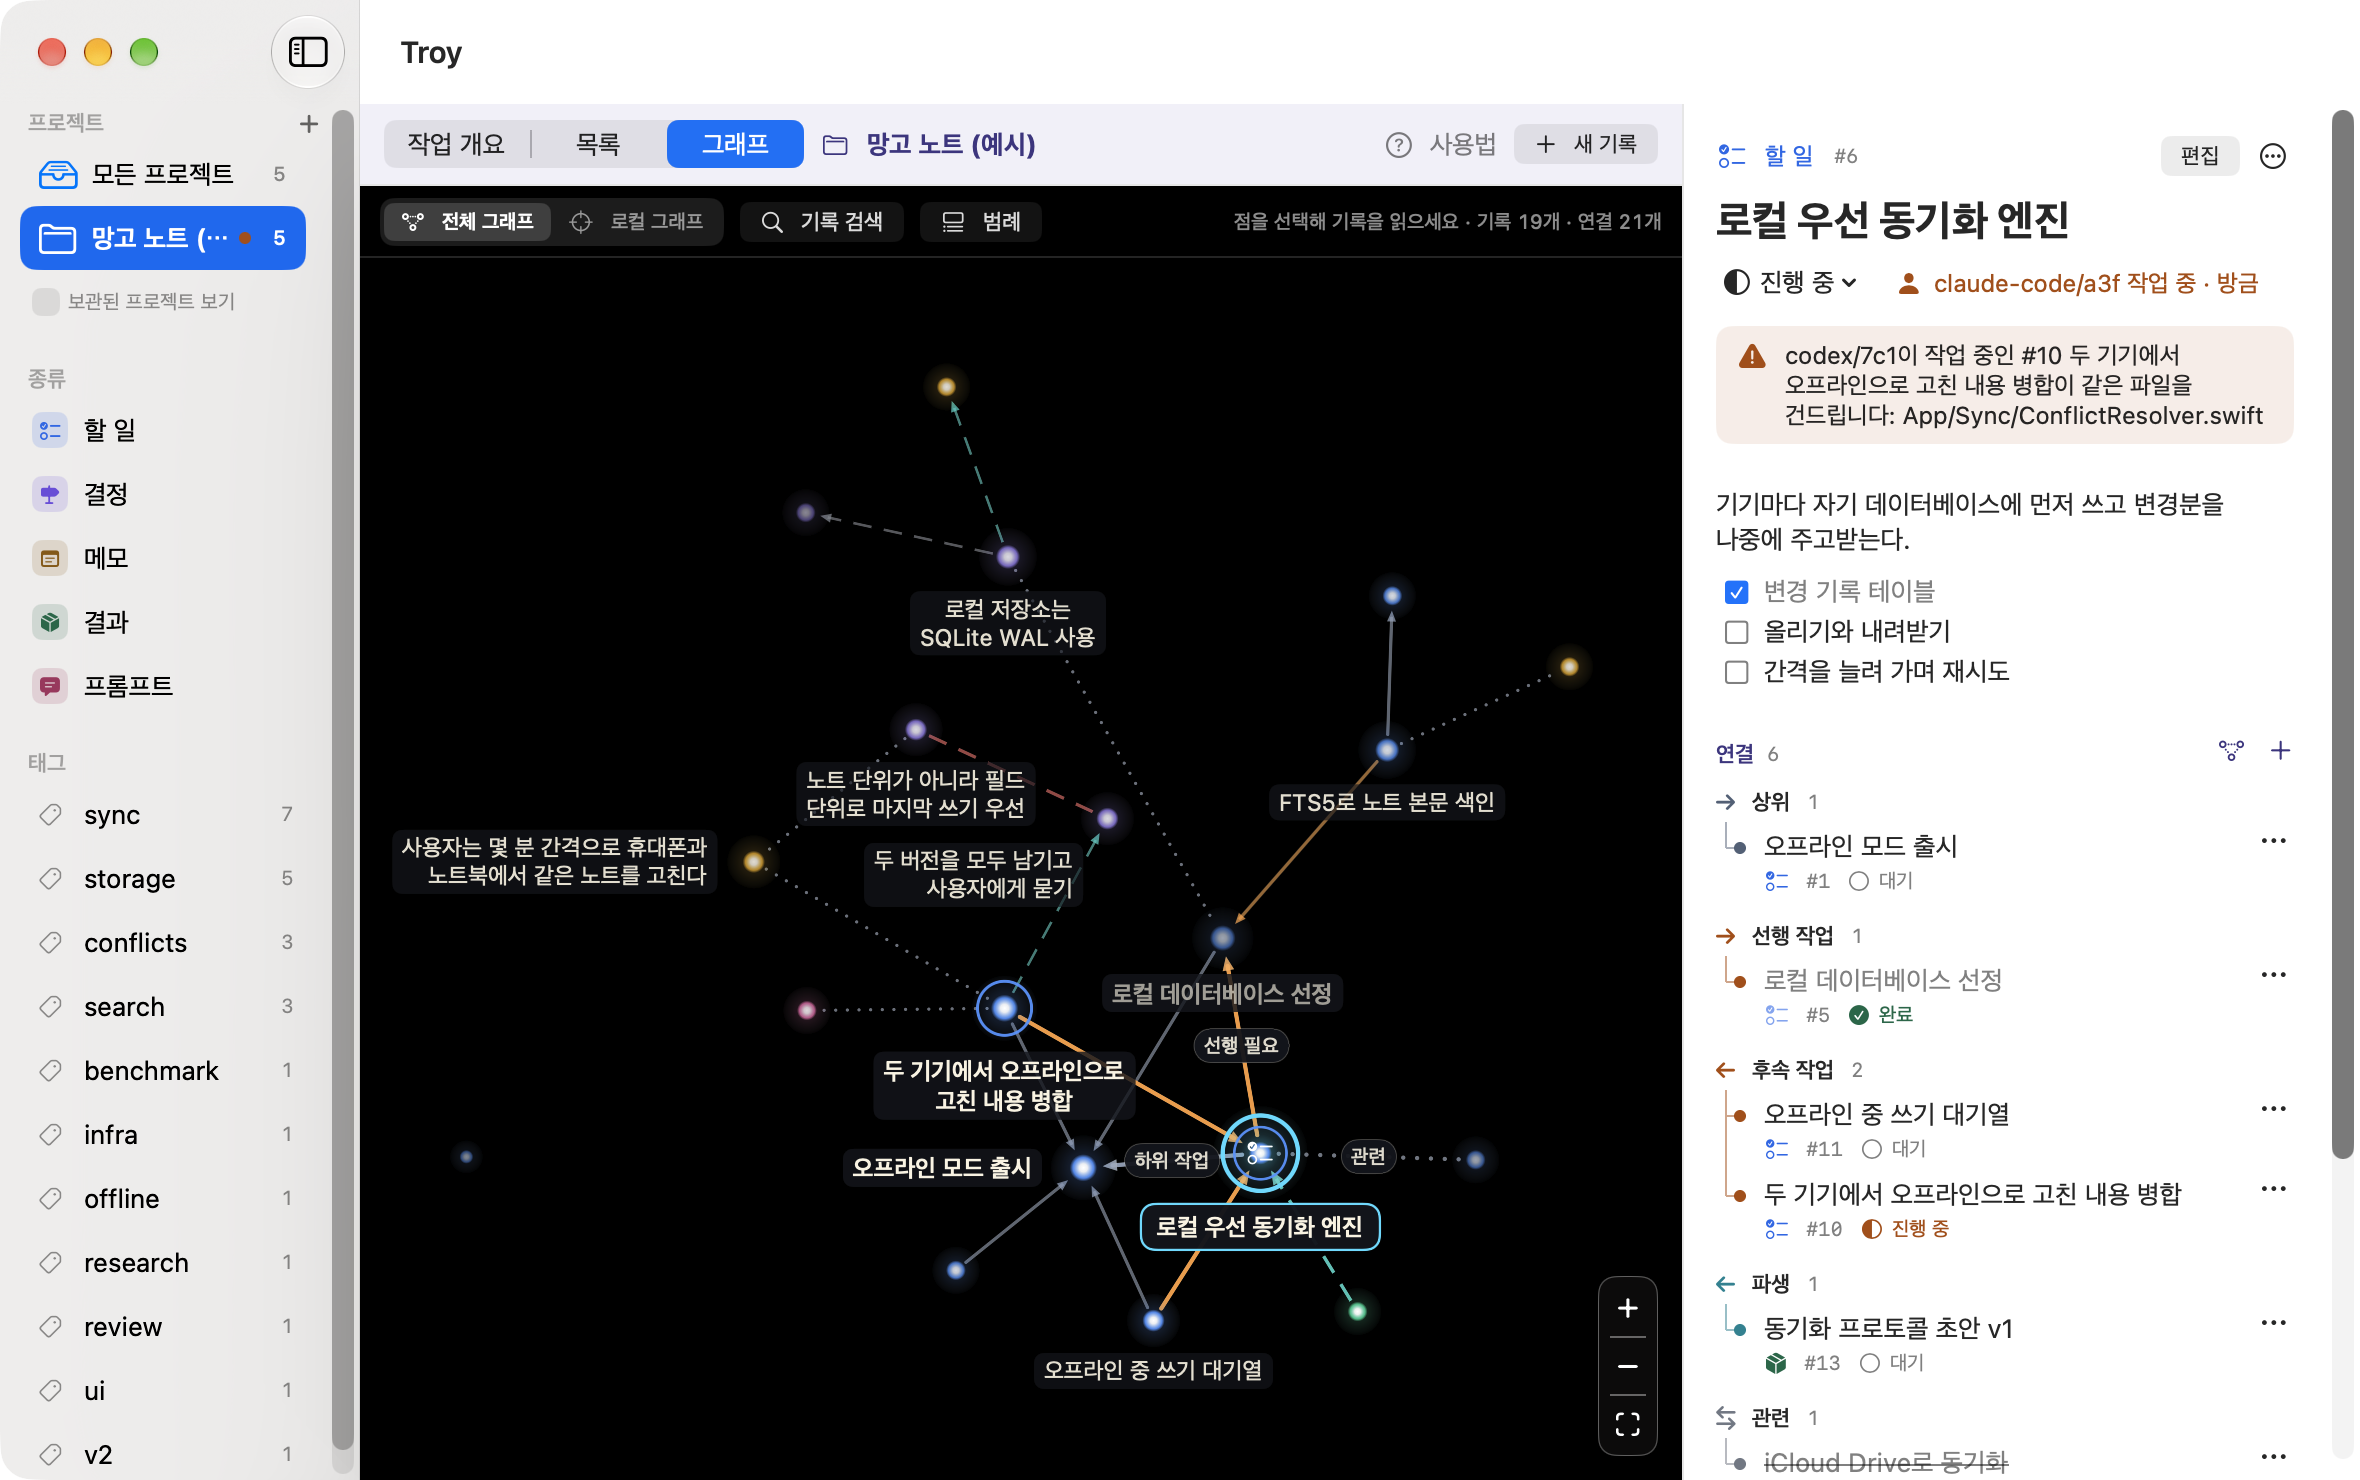 Troy
프로젝트
모든 프로젝트 5
망고 노트 (… 5
보관된 프로젝트 보기
종류
할 일
결정
메모
결과
프롬프트
태그
sync 7
storage 5
conflicts 3
search 3
benchmark 1
infra 1
offline 1
research 1
review 1
ui 1
v2 1
작업 개요
목록
그래프
망고 노트 (예시)
사용법
새 기록
전체 그래프
로컬 그래프
기록 검색
범례
점을 선택해 기록을 읽으세요 · 기록 19개 · 연결 21개
로컬 저장소는
SQLite WAL 사용
노트 단위가 아니라 필드
단위로 마지막 쓰기 우선
FTS5로 노트 본문 색인
사용자는 몇 분 간격으로 휴대폰과
노트북에서 같은 노트를 고친다
두 버전을 모두 남기고
사용자에게 묻기
로컬 데이터베이스 선정
선행 필요
두 기기에서 오프라인으로
고친 내용 병합
오프라인 모드 출시
하위 작업
관련
로컬 우선 동기화 엔진
오프라인 중 쓰기 대기열
할 일 #6
편집
로컬 우선 동기화 엔진
진행 중
claude-code/a3f 작업 중 · 방금
codex/7c1이 작업 중인 #10 두 기기에서
오프라인으로 고친 내용 병합이 같은 파일을
건드립니다: App/Sync/ConflictResolver.swift
기기마다 자기 데이터베이스에 먼저 쓰고 변경분을
나중에 주고받는다.
변경 기록 테이블
올리기와 내려받기
간격을 늘려 가며 재시도
연결 6
상위 1
오프라인 모드 출시
#1 대기
선행 작업 1
로컬 데이터베이스 선정
#5 완료
후속 작업 2
오프라인 중 쓰기 대기열
#11 대기
두 기기에서 오프라인으로 고친 내용 병합
#10 진행 중
파생 1
동기화 프로토콜 초안 v1
#13 대기
관련 1
iCloud Drive로 동기화